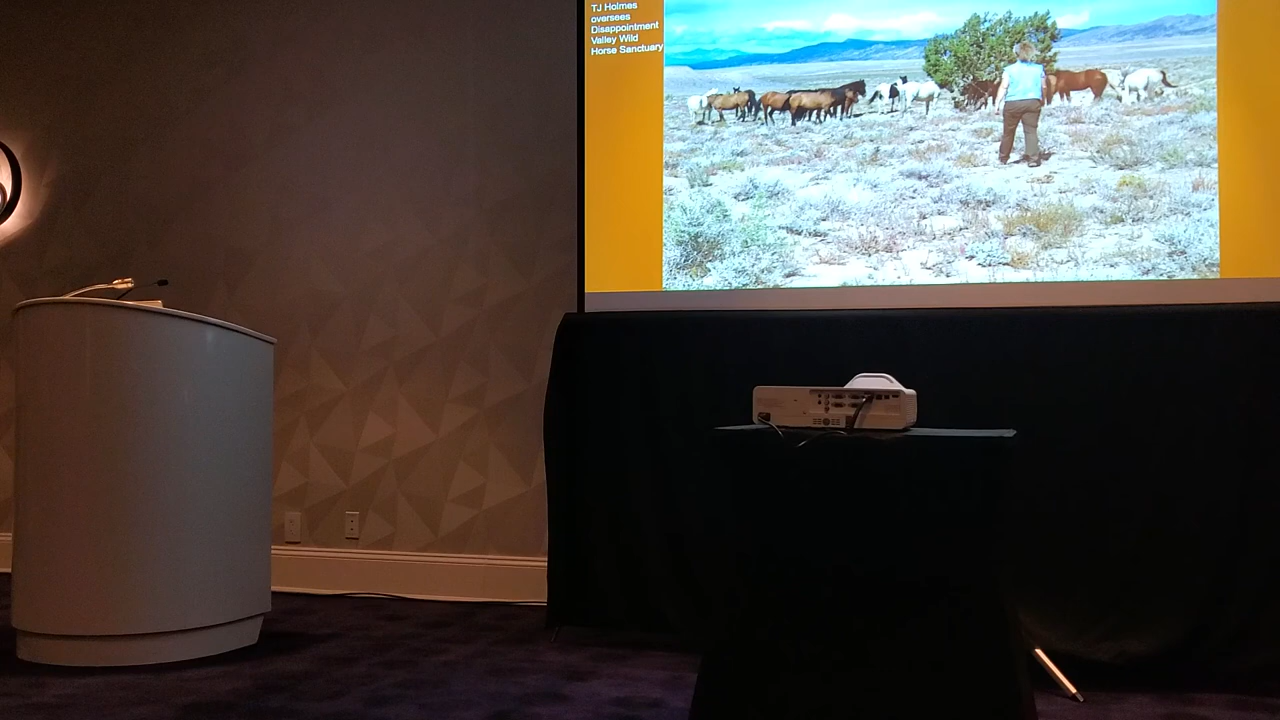 TJ Holmes
oversees
Disappointment
Valley Wild
Horse Sanctuary